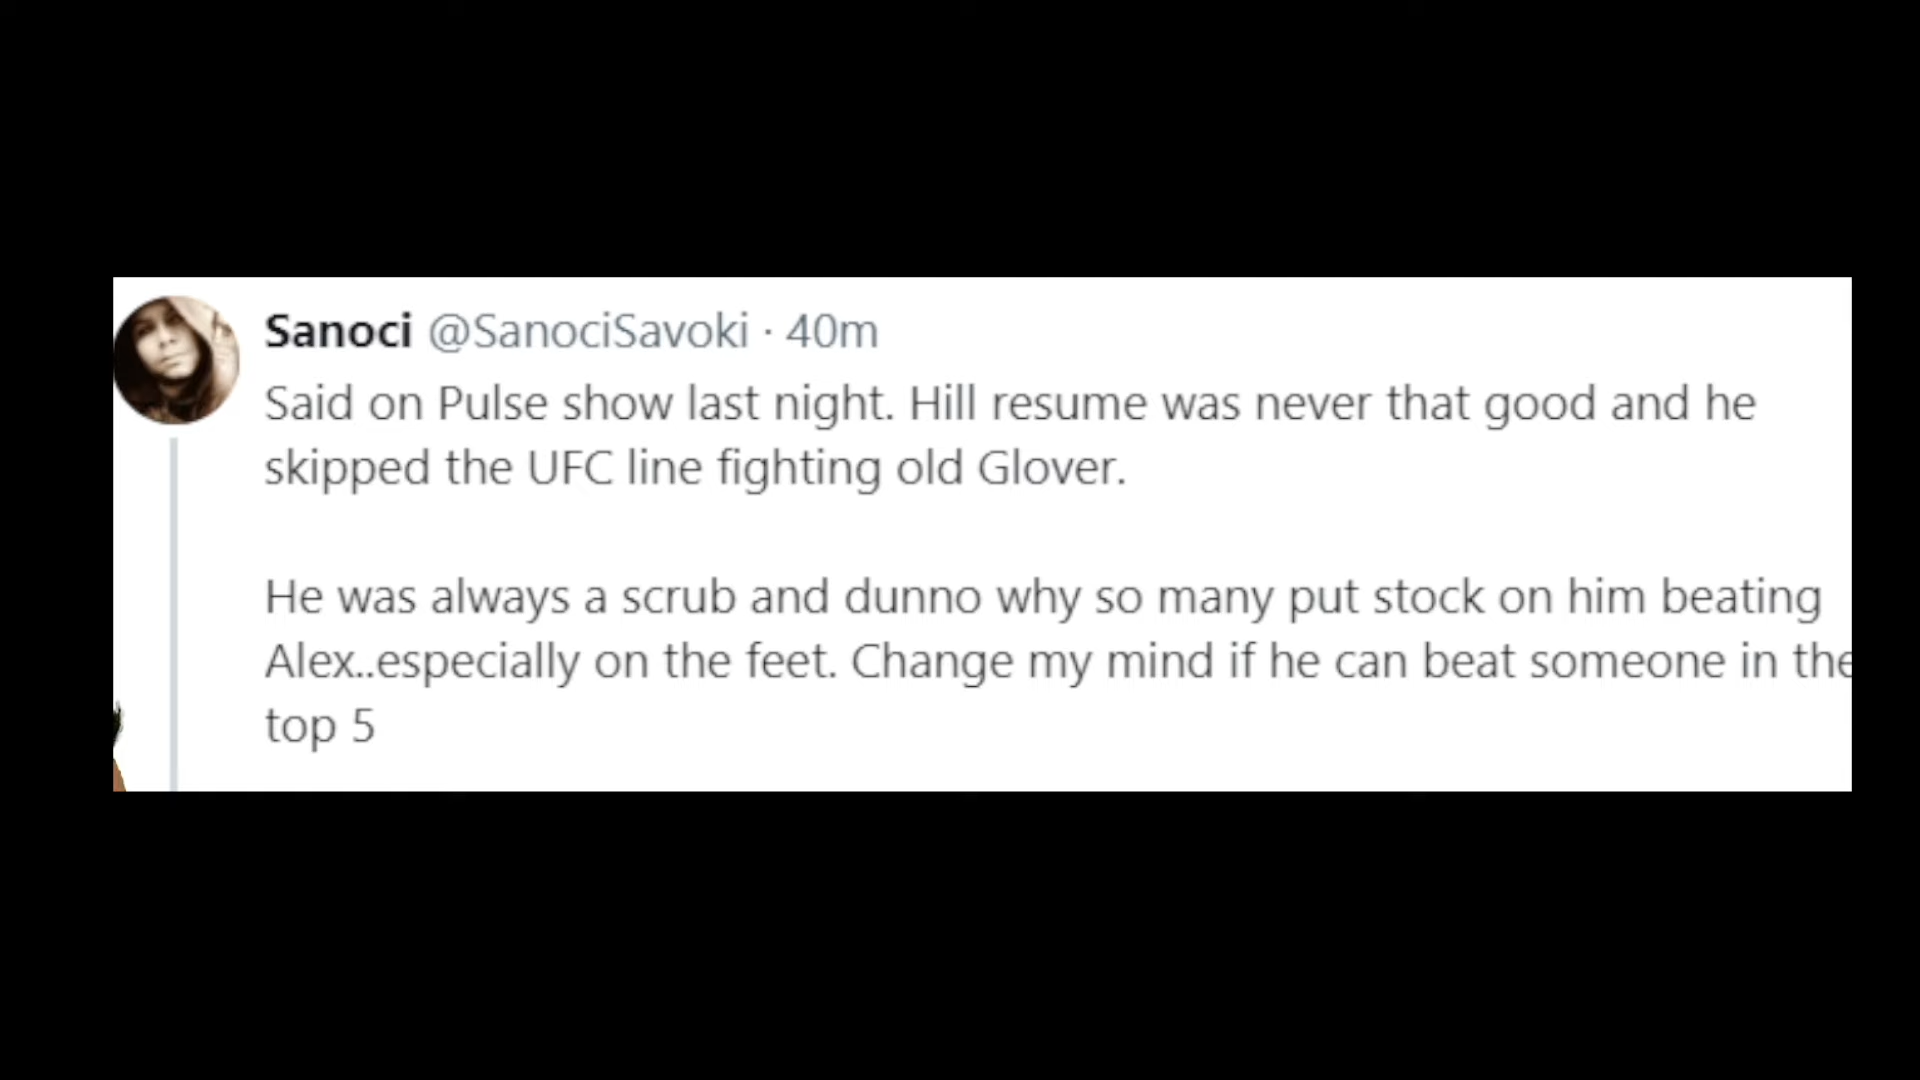 Sanoci @SanociSavoki · 40m
Said on Pulse show last night. Hill resume was never that good and he
skipped the UFC line fighting old Glover.
He was always a scrub and dunno why so many put stock on him beating
Alex..especially on the feet. Change my mind if he can beat someone in the
top 5